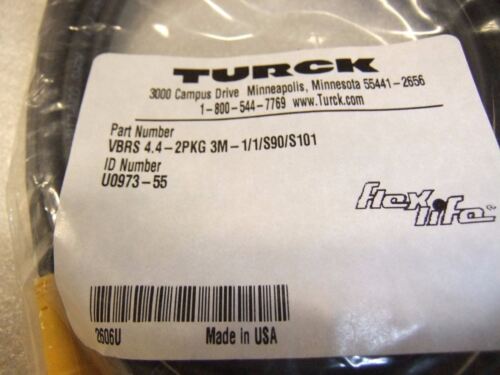 TURCK
3000 Campus Drive Minneapolis, Minnesota 55441-2656
1-800-544-7769 www.Turck.com
Part Number
VBRS 4.4-2PKG 3M-1/1/S90/S101
ID Number
U0973-55
flex life
2606U Made in USA